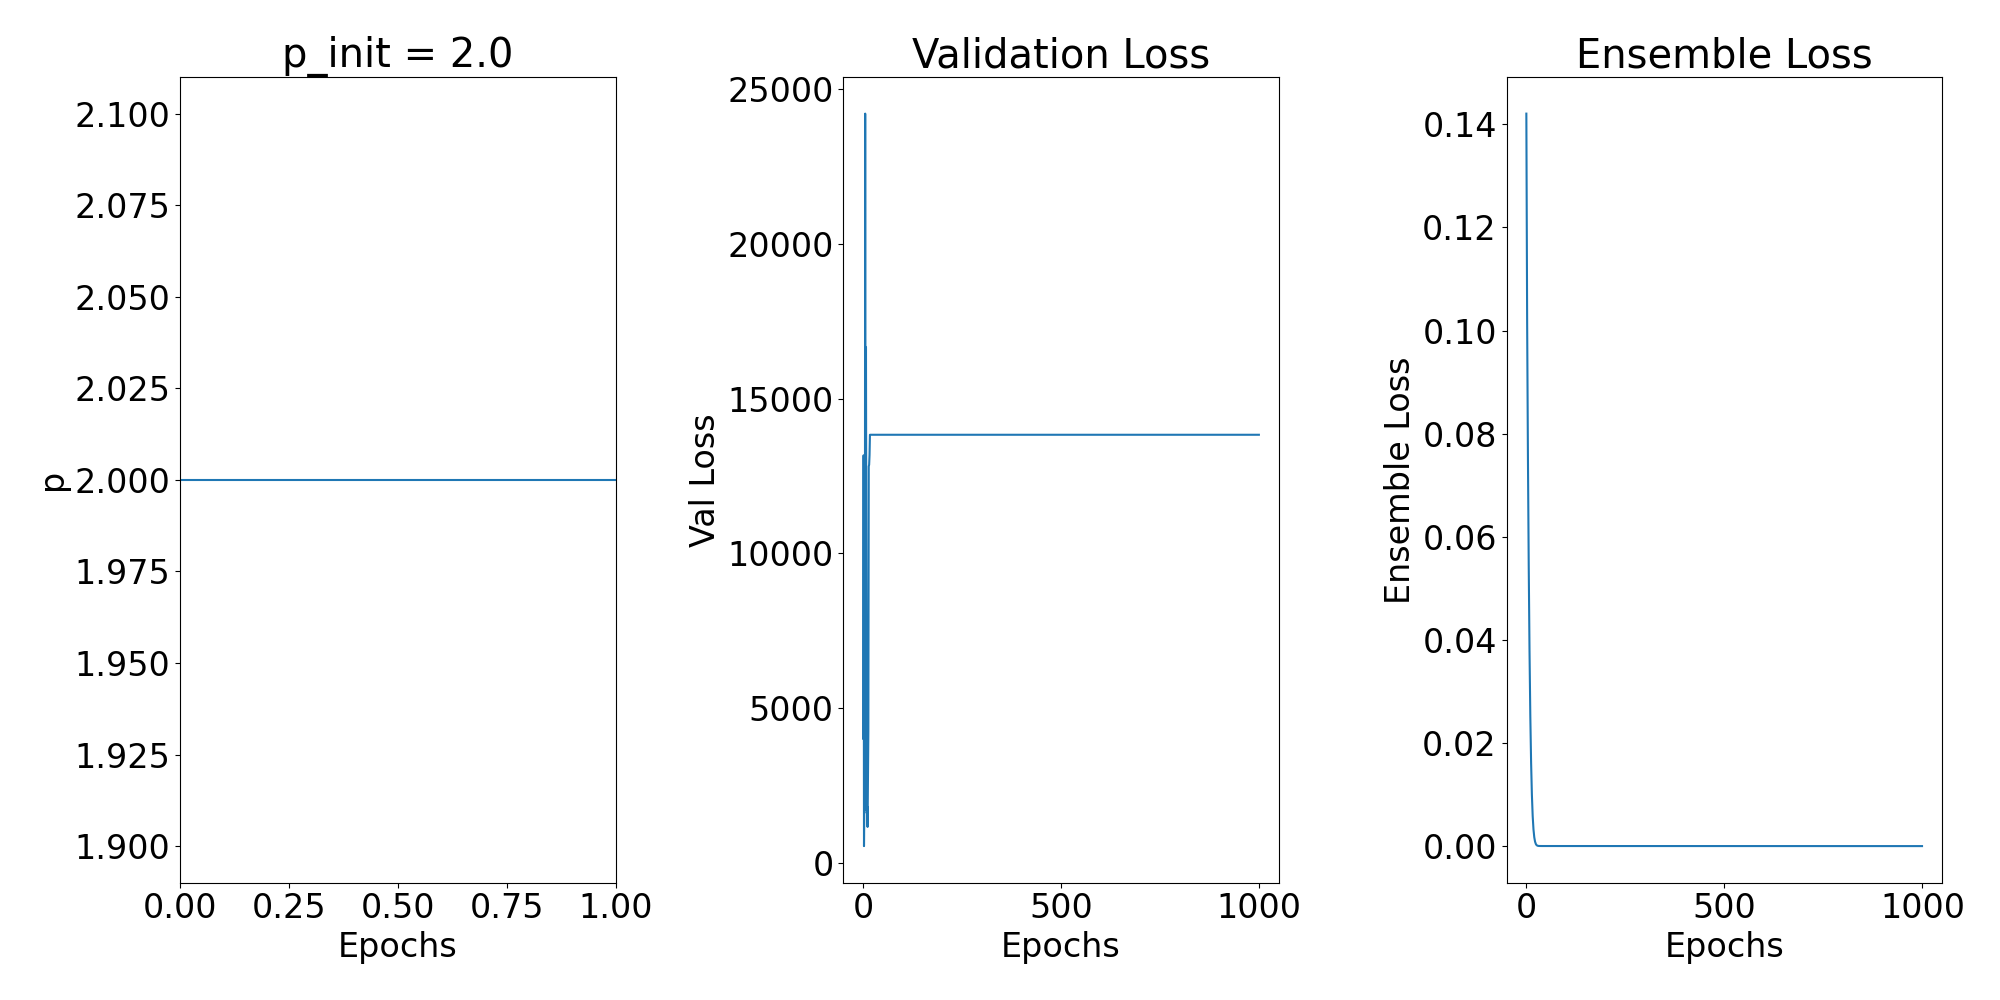 p_init = 2.0
2.100
2.075
2.050
2.025
2.000
1.975
1.950
1.925
1.900
p
0.00 0.25 0.50 0.75 1.00
Epochs
Validation Loss
25000
20000
15000
10000
5000
0
Val Loss
0 500 1000
Epochs
Ensemble Loss
0.14
0.12
0.10
0.08
0.06
0.04
0.02
0.00
Ensemble Loss
0 500 1000
Epochs